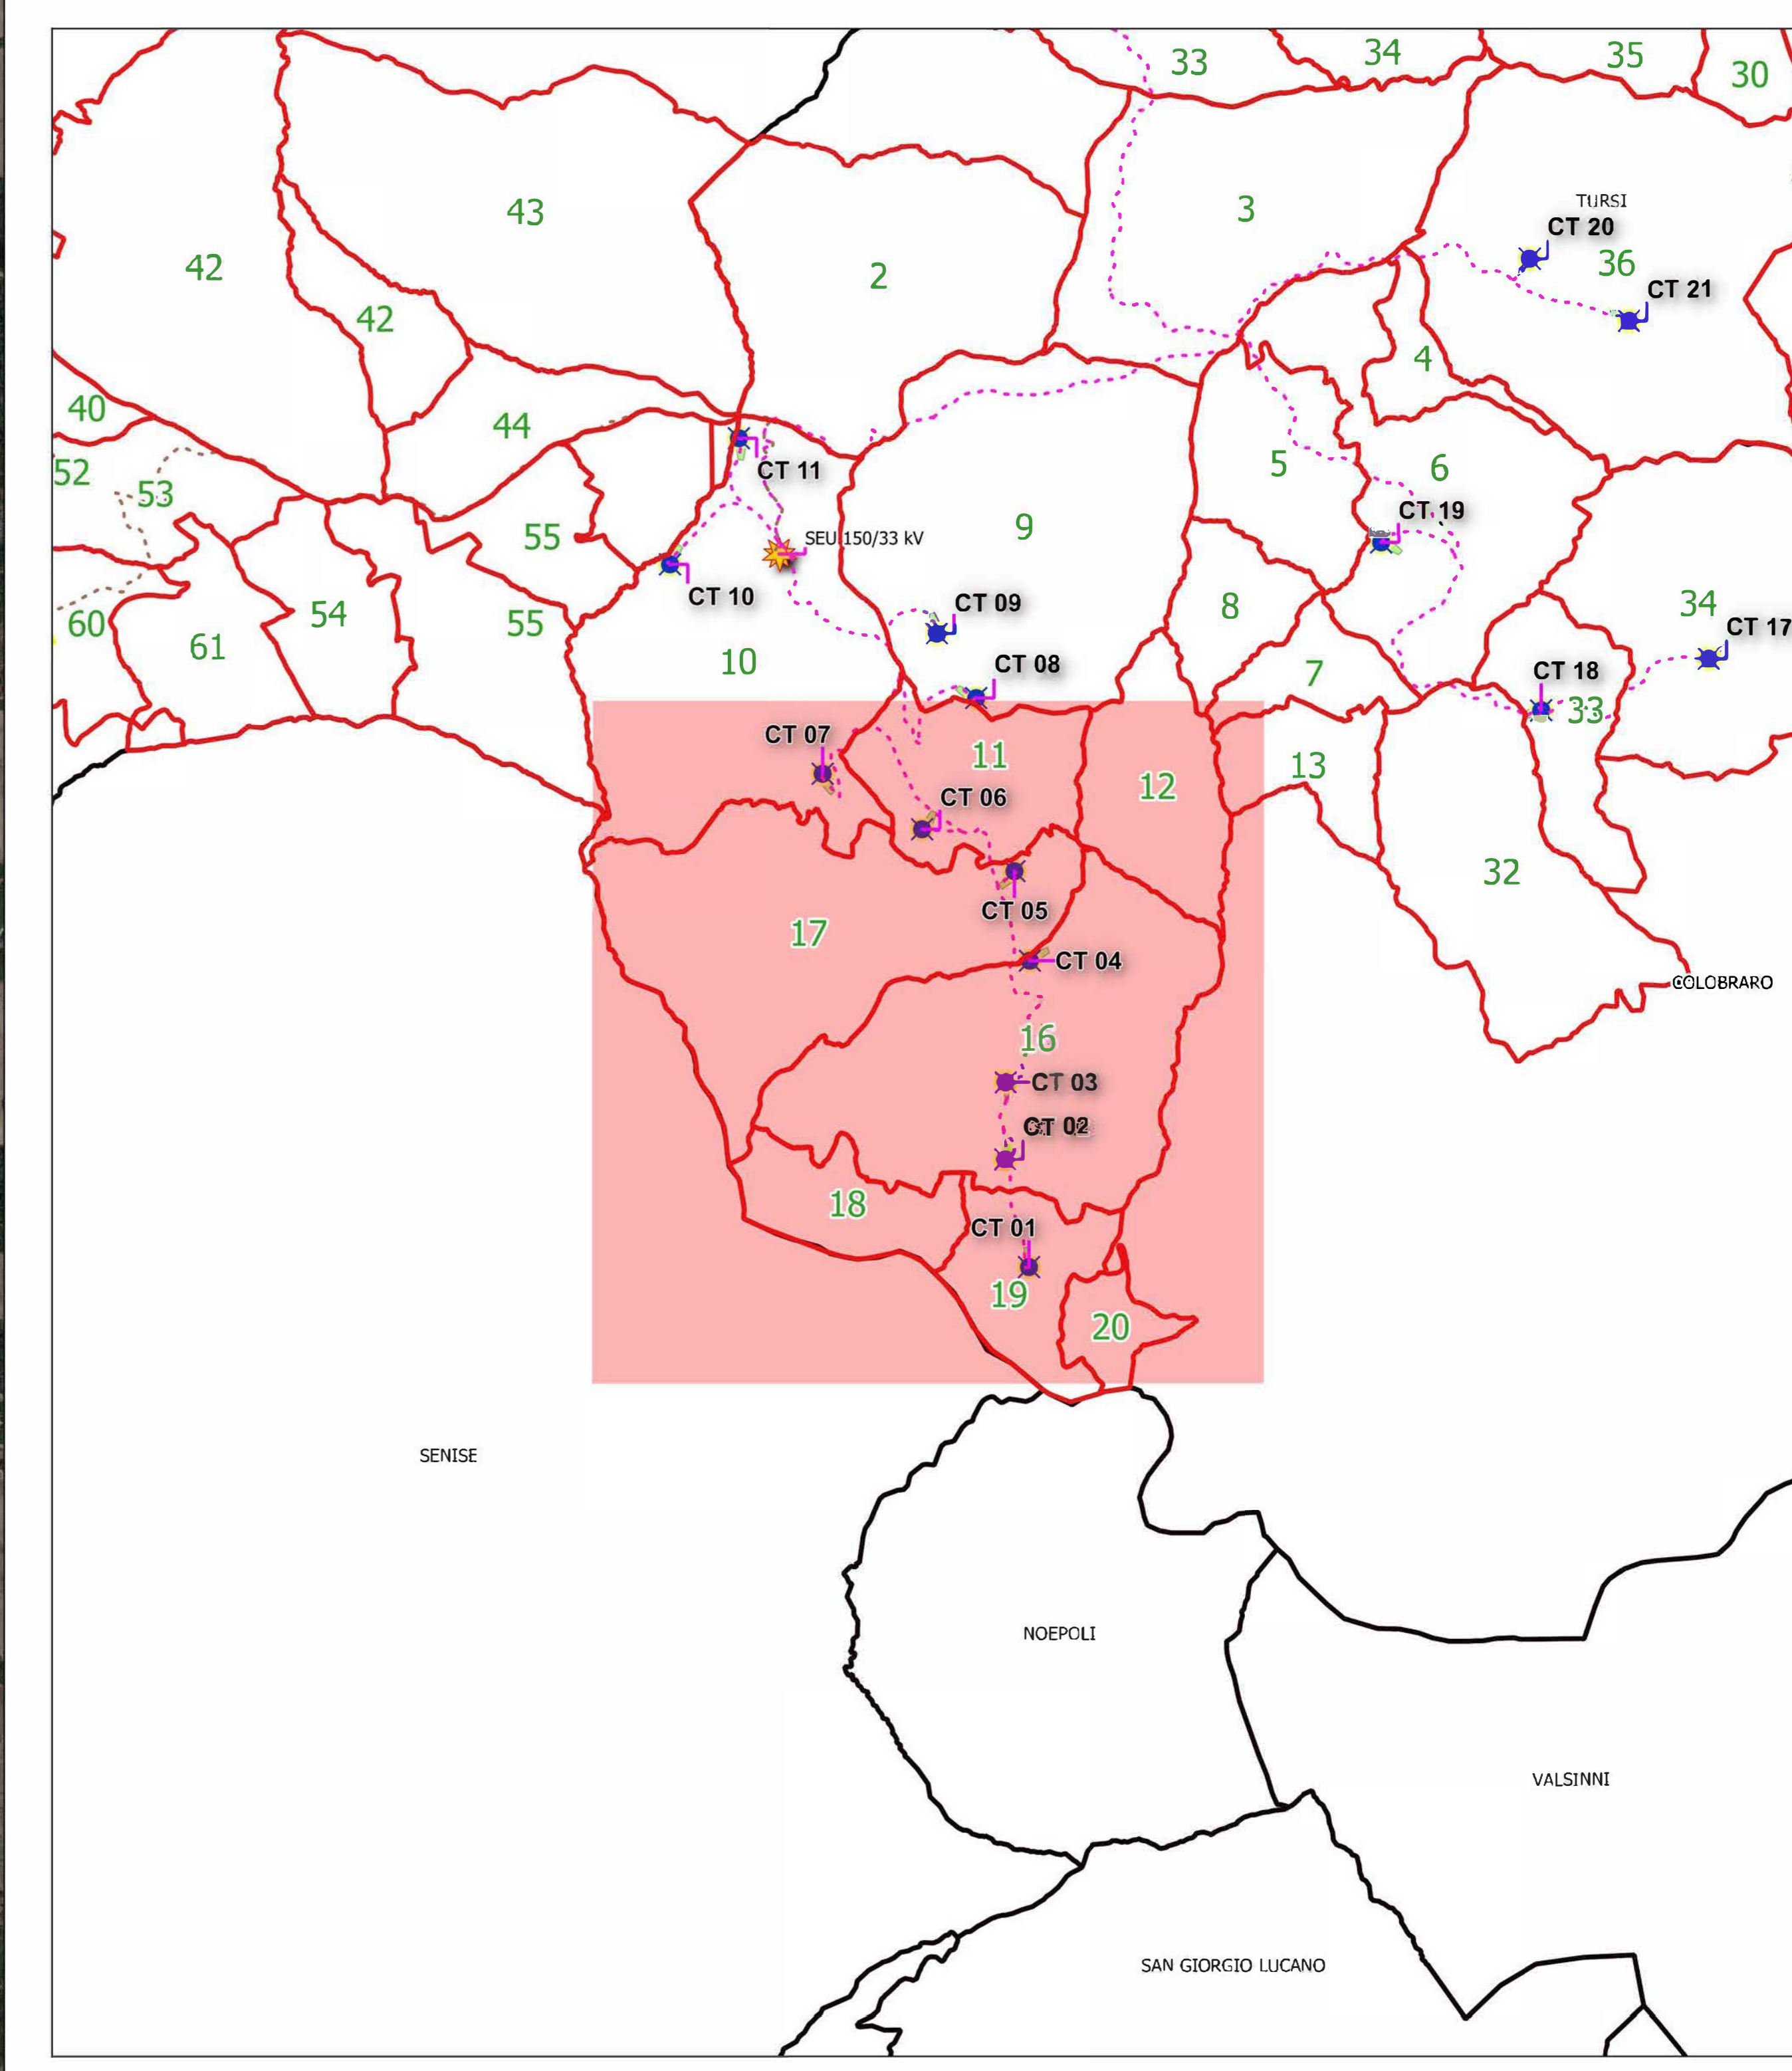 33
34
35
30
43
3
TURSI
CT 20
36
42
2
CT 21
42
4
40
44
5
6
52
53
CT 11
CT 19
55
SEU 150/33 kV
9
CT 10
CT 09
8
34
60
61
54
55
10
CT 08
7
CT 18
CT 17
33
CT 07
11
12
13
CT 06
32
17
CT 05
CT 04
COLOBRARO
16
CT 03
CT 02
18
CT 01
19
20
SENISE
NOEPOLI
VALSINNI
SAN GIORGIO LUCANO